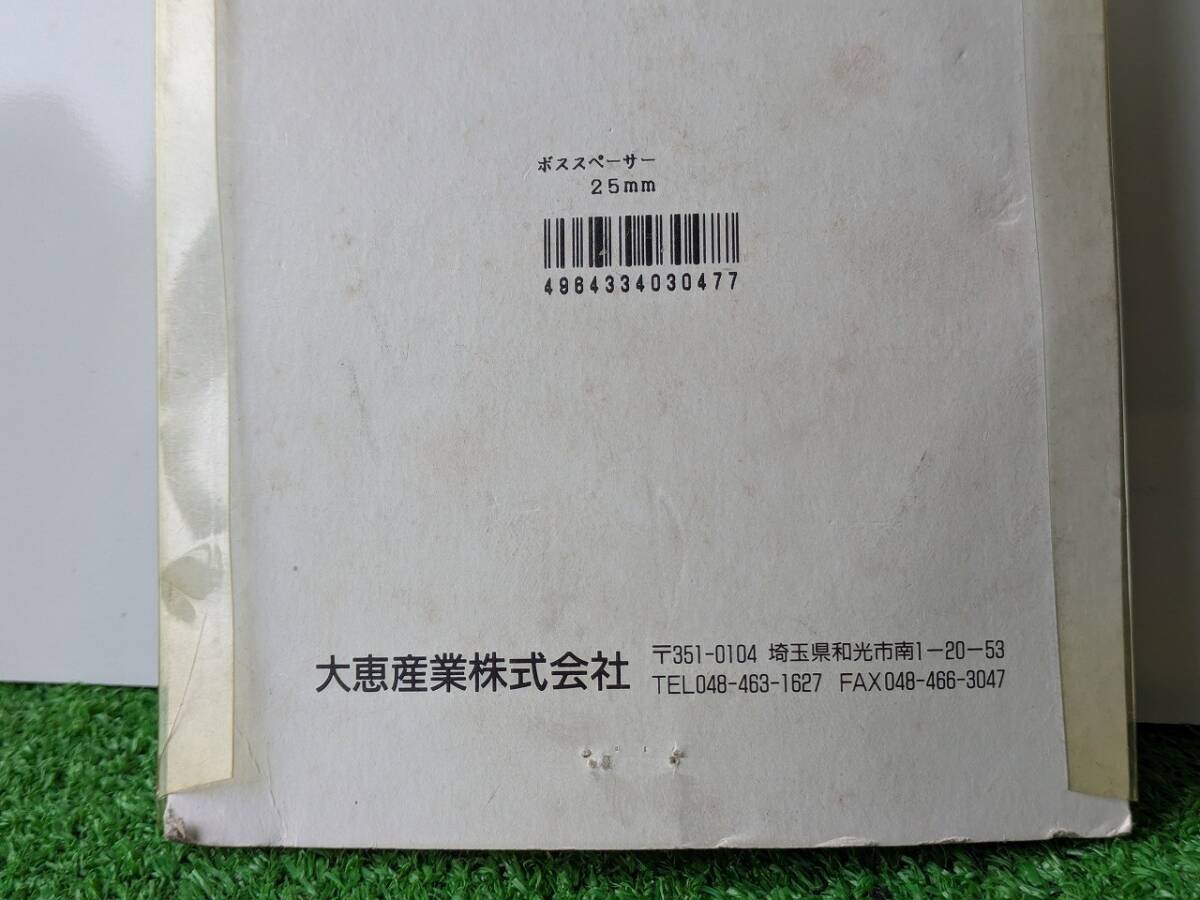 ボススペーサー
25mm
4964334030477
大恵産業株式会社
〒351-0104 埼玉県和光市南1-20-53
TEL048-463-1627 FAX048-466-3047